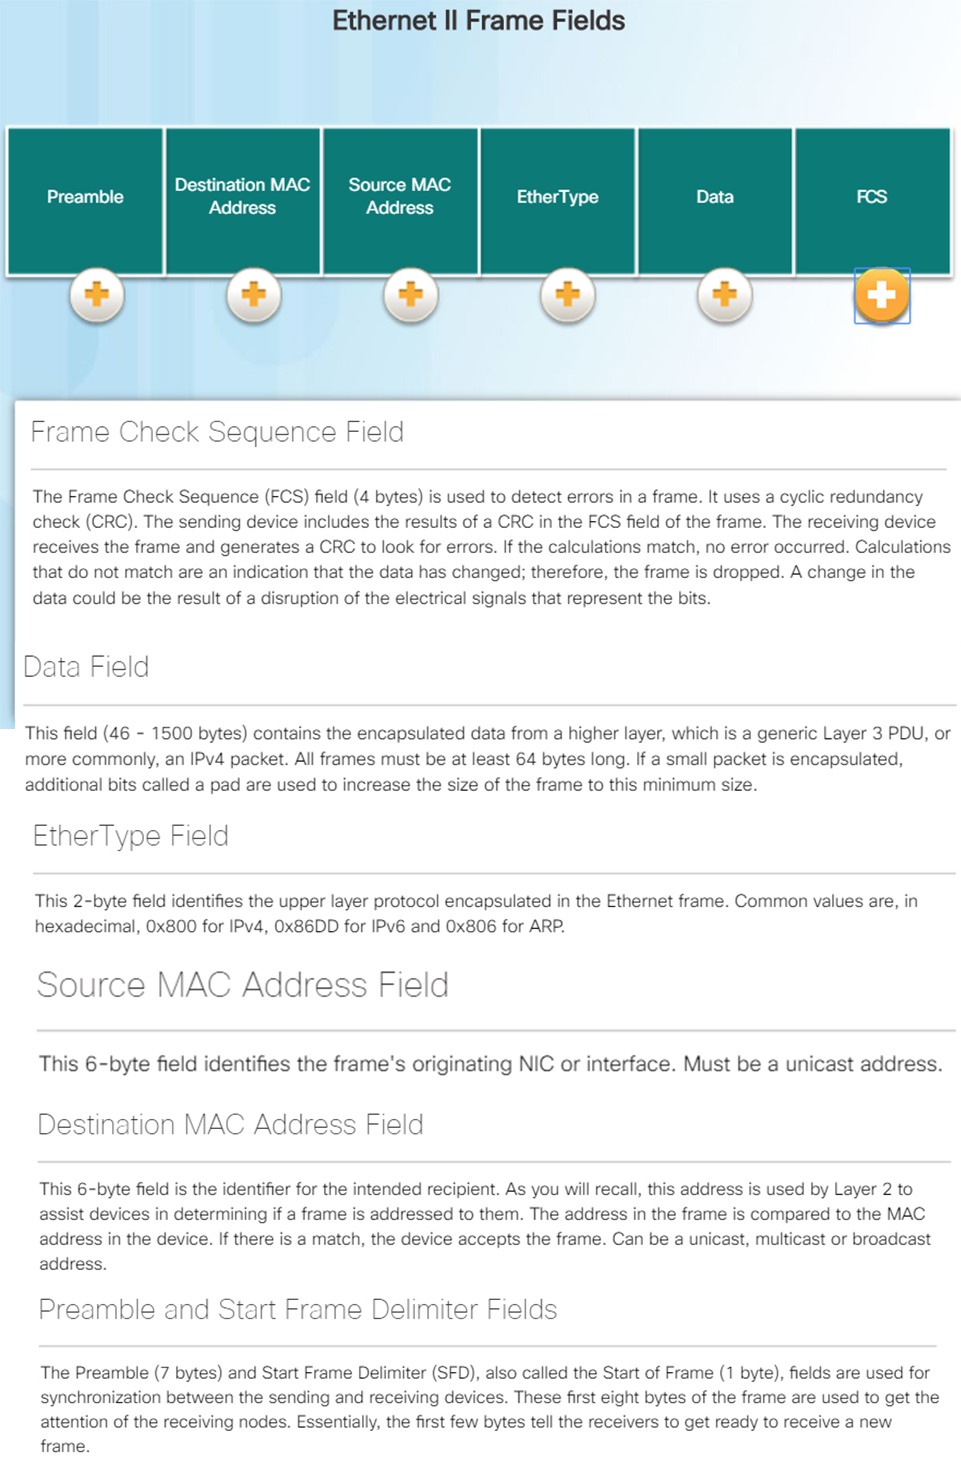 Ethernet II Frame Fields
Preamble
Destination MAC
Address
Source MAC
Address
EtherType
Data
FCS
Frame Check Sequence Field
The Frame Check Sequence (FCS) field (4 bytes) is used to detect errors in a frame. It uses a cyclic redundancy
check (CRC). The sending device includes the results of a CRC in the FCS field of the frame. The receiving device
receives the frame and generates a CRC to look for errors. If the calculations match, no error occurred. Calculations
that do not match are an indication that the data has changed; therefore, the frame is dropped. A change in the
data could be the result of a disruption of the electrical signals that represent the bits.
Data Field
This field (46 - 1500 bytes) contains the encapsulated data from a higher layer, which is a generic Layer 3 PDU, or
more commonly, an IPv4 packet. All frames must be at least 64 bytes long. If a small packet is encapsulated,
additional bits called a pad are used to increase the size of the frame to this minimum size.
EtherType Field
This 2-byte field identifies the upper layer protocol encapsulated in the Ethernet frame. Common values are, in
hexadecimal, 0x800 for IPv4, 0x86DD for IPv6 and 0x806 for ARP.
Source MAC Address Field
This 6-byte field identifies the frame's originating NIC or interface. Must be a unicast address.
Destination MAC Address Field
This 6-byte field is the identifier for the intended recipient. As you will recall, this address is used by Layer 2 to
assist devices in determining if a frame is addressed to them. The address in the frame is compared to the MAC
address in the device. If there is a match, the device accepts the frame. Can be a unicast, multicast or broadcast
address.
Preamble and Start Frame Delimiter Fields
The Preamble (7 bytes) and Start Frame Delimiter (SFD), also called the Start of Frame (1 byte), fields are used for
synchronization between the sending and receiving devices. These first eight bytes of the frame are used to get the
attention of the receiving nodes. Essentially, the first few bytes tell the receivers to get ready to receive a new
frame.